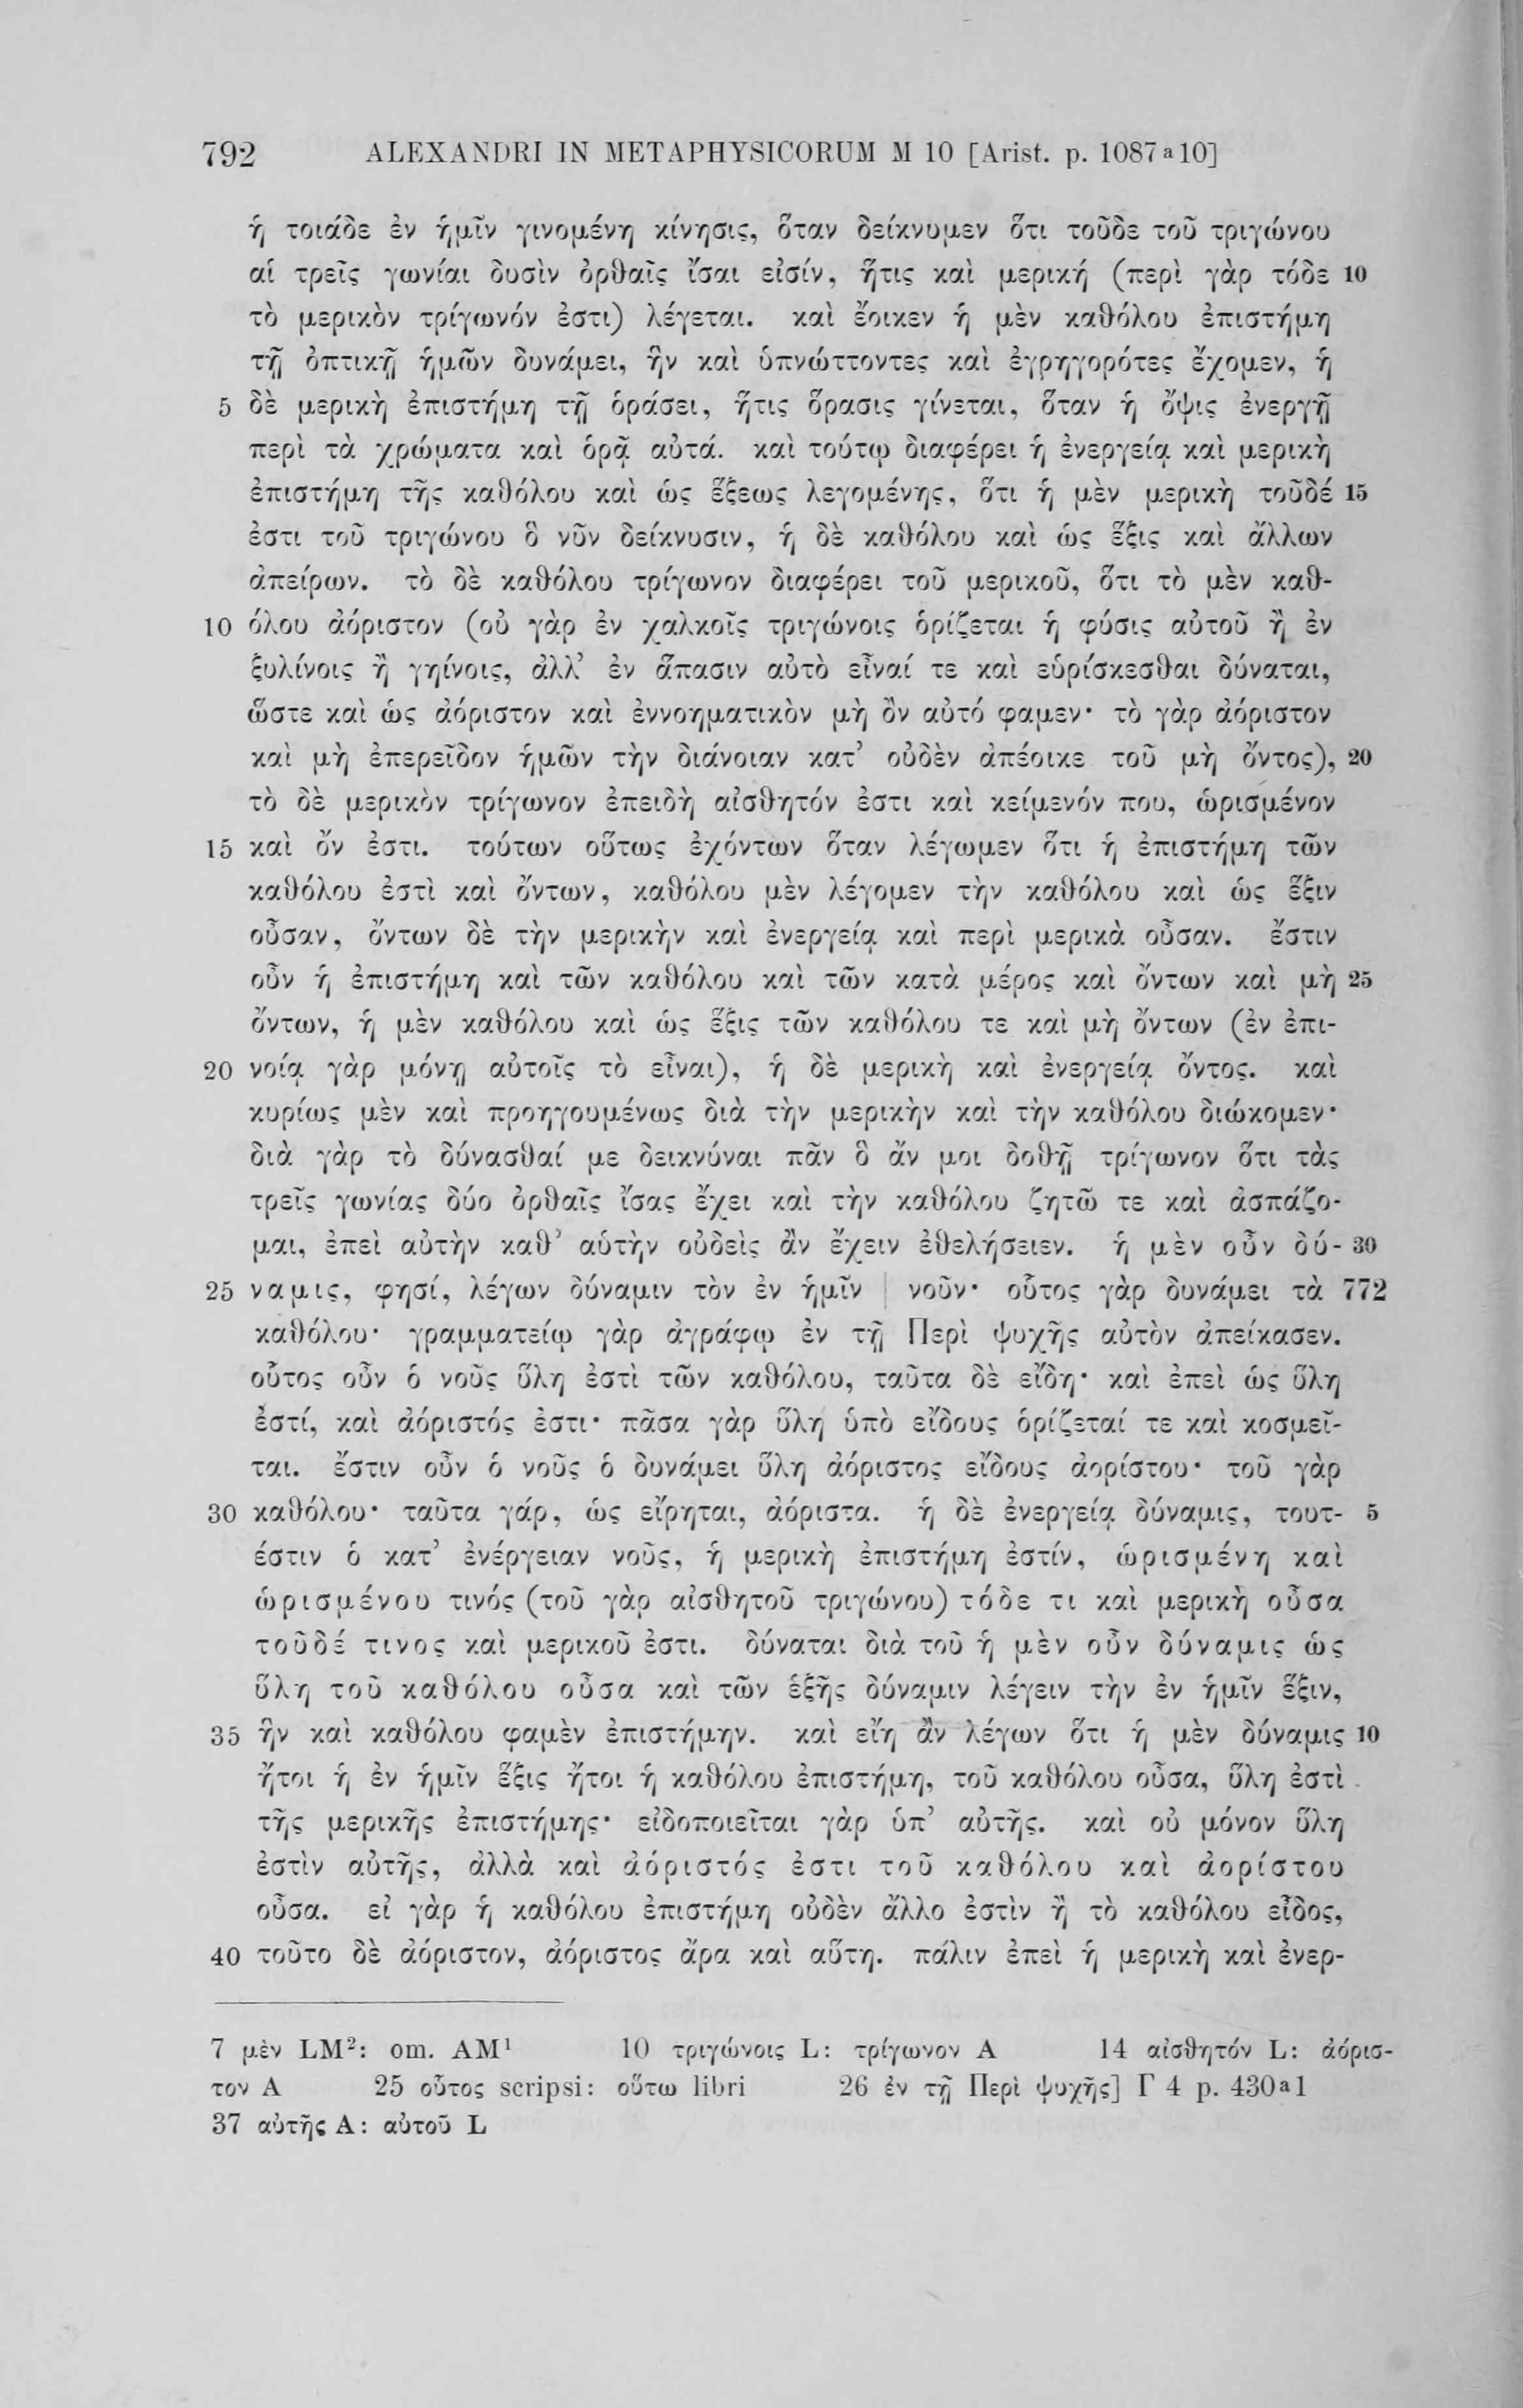 792 ALEXANDRI IN METAPHYSICORUM M 10 [Arist. p. 1087 a 10]
ἡ τοιάδε ἐν ἡμῖν γινομένη κίνησις, ὅταν δείκνυμεν ὅτι τοῦδε τοῦ τριγώνου
αἱ τρεῖς γωνίαι δυσὶν ὀρθαῖς ἴσαι εἰσίν, ἥτις καὶ μερική (περὶ γὰρ τόδε 10
τὸ μερικὸν τρίγωνόν ἐστι) λέγεται. καὶ ἔοικεν ἡ μὲν καθόλου ἐπιστήμη
τῇ ὀπτικῇ ἡμῶν δυνάμει, ἣν καὶ ὑπνώττοντες καὶ ἐγρηγορότες ἔχομεν, ἡ
5 δὲ μερικὴ ἐπιστήμη τῇ ὁράσει, ἥτις ὅρασις γίνεται, ὅταν ἡ ὄψις ἐνεργῇ
περὶ τὰ χρώματα καὶ ὁρᾷ αὐτά. καὶ τούτῳ διαφέρει ἡ ἐνεργείᾳ καὶ μερικὴ
ἐπιστήμη τῆς καθόλου καὶ ὡς ἕξεως λεγομένης, ὅτι ἡ μὲν μερικὴ τοῦδέ 15
ἐστι τοῦ τριγώνου ὃ νῦν δείκνυσιν, ἡ δὲ καθόλου καὶ ὡς ἕξις καὶ ἄλλων
ἀπείρων. τὸ δὲ καθόλου τρίγωνον διαφέρει τοῦ μερικοῦ, ὅτι τὸ μὲν καθ-
10 όλου ἀόριστον (οὐ γὰρ ἐν χαλκοῖς τριγώνοις ὁρίζεται ἡ φύσις αὐτοῦ ἢ ἐν
ξυλίνοις ἢ γηίνοις, ἀλλ’ ἐν ἅπασιν αὐτὸ εἶναί τε καὶ εὑρίσκεσθαι δύναται,
ὥστε καὶ ὡς ἀόριστον καὶ ἐννοηματικὸν μὴ ὂν αὐτό φαμεν· τὸ γὰρ ἀόριστον
καὶ μὴ ἐπερεῖδον ἡμῶν τὴν διάνοιαν κατ’ οὐδὲν ἀπέοικε τοῦ μὴ ὄντος), 20
τὸ δὲ μερικὸν τρίγωνον ἐπειδὴ αἰσθητόν ἐστι καὶ κείμενόν που, ὡρισμένον
15 καὶ ὄν ἐστι. τούτων οὕτως ἐχόντων ὅταν λέγωμεν ὅτι ἡ ἐπιστήμη τῶν
καθόλου ἐστὶ καὶ ὄντων, καθόλου μὲν λέγομεν τὴν καθόλου καὶ ὡς ἕξιν
οὖσαν, ὄντων δὲ τὴν μερικὴν καὶ ἐνεργείᾳ καὶ περὶ μερικὰ οὖσαν. ἔστιν
οὖν ἡ ἐπιστήμη καὶ τῶν καθόλου καὶ τῶν κατὰ μέρος καὶ ὄντων καὶ μὴ 25
ὄντων, ἡ μὲν καθόλου καὶ ὡς ἕξις τῶν καθόλου τε καὶ μὴ ὄντων (ἐν ἐπι-
20 νοίᾳ γὰρ μόνῃ αὐτοῖς τὸ εἶναι), ἡ δὲ μερικὴ καὶ ἐνεργείᾳ ὄντος. καὶ
κυρίως μὲν καὶ προηγουμένως διὰ τὴν μερικὴν καὶ τὴν καθόλου διώκομεν·
διὰ γὰρ τὸ δύνασθαί με δεικνύναι πᾶν ὃ ἄν μοι δοθῇ τρίγωνον ὅτι τὰς
τρεῖς γωνίας δύο ὀρθαῖς ἴσας ἔχει καὶ τὴν καθόλου ζητῶ τε καὶ ἀσπάζο-
μαι, ἐπεὶ αὐτὴν καθ’ αὑτὴν οὐδεὶς ἂν ἔχειν ἐθελήσειεν. ἡ μὲν οὖν δύ- 30
25 ναμις, φησί, λέγων δύναμιν τὸν ἐν ἡμῖν | νοῦν· οὗτος γὰρ δυνάμει τὰ 772
καθόλου· γραμματείῳ γὰρ ἀγράφῳ ἐν τῇ Περὶ ψυχῆς αὐτὸν ἀπείκασεν.
οὗτος οὖν ὁ νοῦς ὕλη ἐστὶ τῶν καθόλου, ταῦτα δὲ εἴδη· καὶ ἐπεὶ ὡς ὕλη
ἐστί, καὶ ἀόριστός ἐστι· πᾶσα γὰρ ὕλη ὑπὸ εἴδους ὁρίζεταί τε καὶ κοσμεῖ-
ται. ἔστιν οὖν ὁ νοῦς ὁ δυνάμει ὕλη ἀόριστος εἴδους ἀορίστου· τοῦ γὰρ
30 καθόλου· ταῦτα γάρ, ὡς εἴρηται, ἀόριστα. ἡ δὲ ἐνεργείᾳ δύναμις, τουτ- 5
έστιν ὁ κατ’ ἐνέργειαν νοῦς, ἡ μερικὴ ἐπιστήμη ἐστίν, ὡρισμένη καὶ
ὡρισμένου τινός (τοῦ γὰρ αἰσθητοῦ τριγώνου) τόδε τι καὶ μερικὴ οὖσα
τοῦδέ τινος καὶ μερικοῦ ἐστι. δύναται διὰ τοῦ ἡ μὲν οὖν δύναμις ὡς
ὕλη τοῦ καθόλου οὖσα καὶ τῶν ἑξῆς δύναμιν λέγειν τὴν ἐν ἡμῖν ἕξιν,
35 ἣν καὶ καθόλου φαμὲν ἐπιστήμην. καὶ εἴη ἂν λέγων ὅτι ἡ μὲν δύναμις 10
ἤτοι ἡ ἐν ἡμῖν ἕξις ἤτοι ἡ καθόλου ἐπιστήμη, τοῦ καθόλου οὖσα, ὕλη ἐστὶ
τῆς μερικῆς ἐπιστήμης· εἰδοποιεῖται γὰρ ὑπ’ αὐτῆς. καὶ οὐ μόνον ὕλη
ἐστὶν αὐτῆς, ἀλλὰ καὶ ἀόριστός ἐστι τοῦ καθόλου καὶ ἀορίστου
οὖσα. εἰ γὰρ ἡ καθόλου ἐπιστήμη οὐδὲν ἄλλο ἐστὶν ἢ τὸ καθόλου εἶδος,
40 τοῦτο δὲ ἀόριστον, ἀόριστος ἄρα καὶ αὕτη. πάλιν ἐπεὶ ἡ μερικὴ καὶ ἐνερ-
7 μὲν LM²: om. AM¹ 10 τριγώνοις L: τρίγωνον A 14 αἰσθητόν L: ἀόρισ-
τον A 25 οὗτος scripsi: οὕτω libri 26 ἐν τῇ Περὶ ψυχῆς] Γ 4 p. 430a1
37 αὐτῆς A: αὐτοῦ L